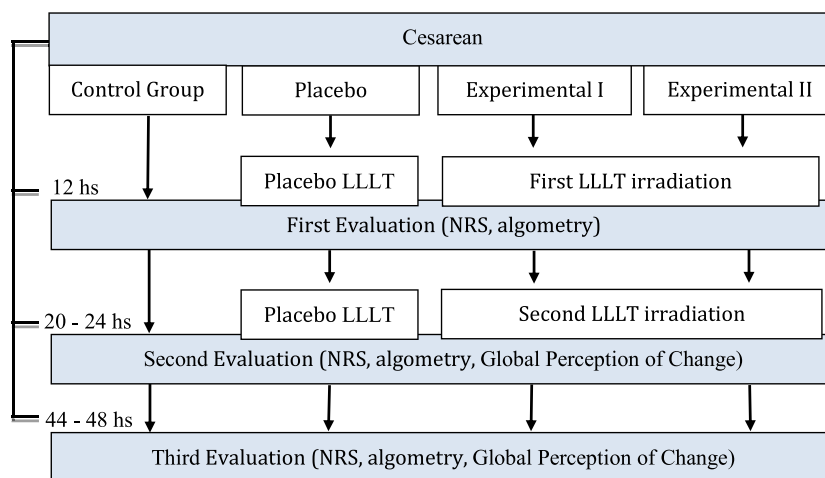 Cesarean
Control Group
Placebo
Experimental I
Experimental II
Placebo LLLT
First LLLT irradiation
12 hs
First Evaluation (NRS, algometry)
Placebo LLLT
Second LLLT irradiation
20 - 24 hs
Second Evaluation (NRS, algometry, Global Perception of Change)
44 - 48 hs
Third Evaluation (NRS, algometry, Global Perception of Change)